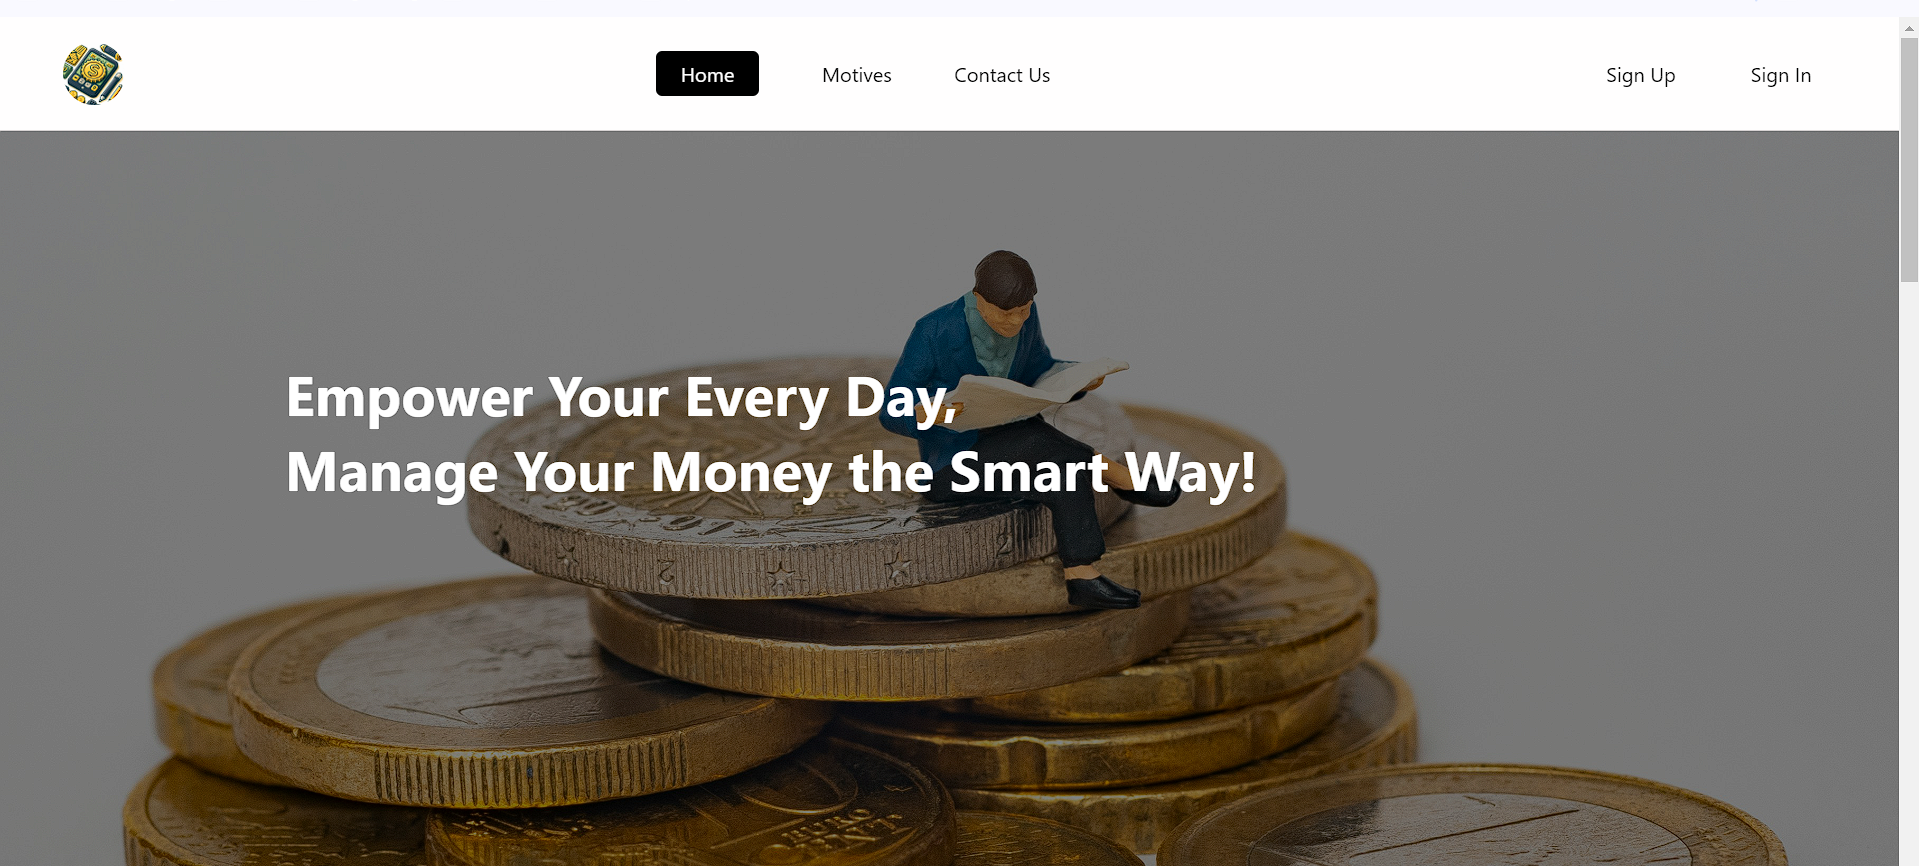 Home Motives Contact Us Sign Up Sign In
Empower Your Every Day,
Manage Your Money the Smart Way!